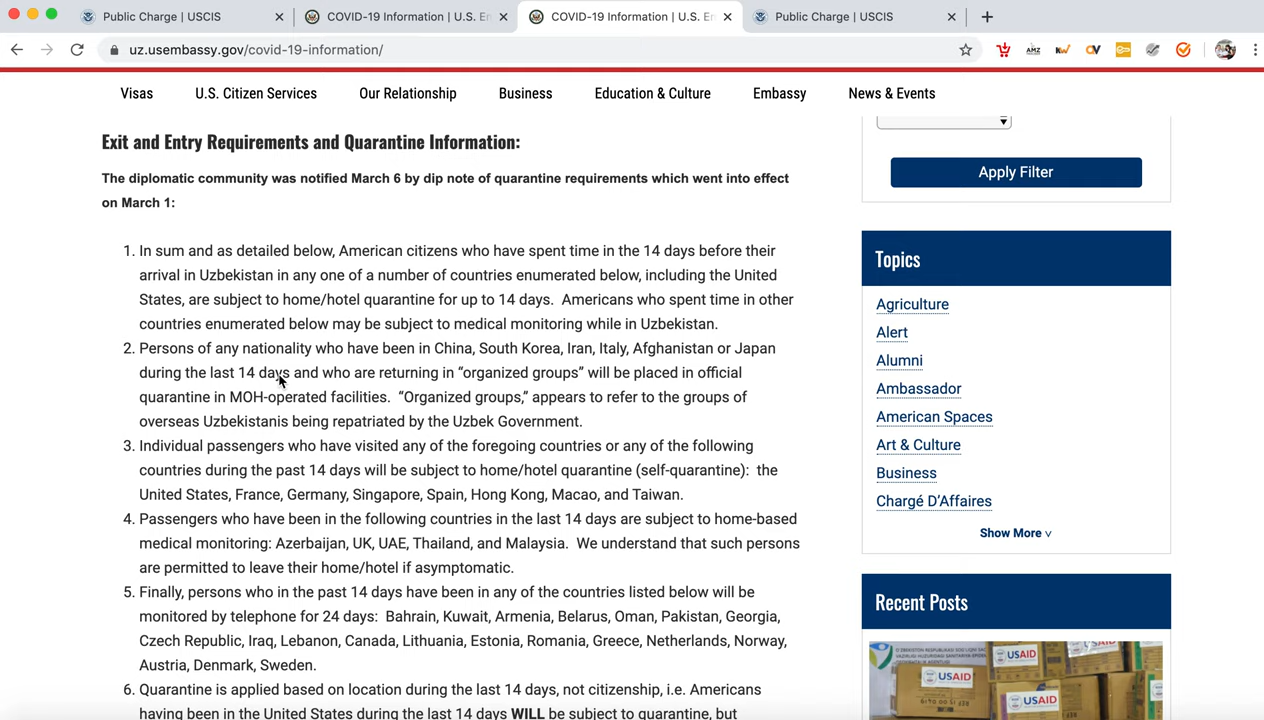 Public Charge | USCIS
COVID-19 Information | U.S. E
COVID-19 Information | U.S. E
Public Charge | USCIS
uz.usembassy.gov/covid-19-information/
AMZ
Visas
U.S. Citizen Services
Our Relationship
Business
Education & Culture
Embassy
News & Events
Exit and Entry Requirements and Quarantine Information:
The diplomatic community was notified March 6 by dip note of quarantine requirements which went into effect
on March 1:
1. In sum and as detailed below, American citizens who have spent time in the 14 days before their
arrival in Uzbekistan in any one of a number of countries enumerated below, including the United
States, are subject to home/hotel quarantine for up to 14 days. Americans who spent time in other
countries enumerated below may be subject to medical monitoring while in Uzbekistan.
2. Persons of any nationality who have been in China, South Korea, Iran, Italy, Afghanistan or Japan
during the last 14 days and who are returning in “organized groups” will be placed in official
quarantine in MOH-operated facilities. “Organized groups,” appears to refer to the groups of
overseas Uzbekistanis being repatriated by the Uzbek Government.
3. Individual passengers who have visited any of the foregoing countries or any of the following
countries during the past 14 days will be subject to home/hotel quarantine (self-quarantine): the
United States, France, Germany, Singapore, Spain, Hong Kong, Macao, and Taiwan.
4. Passengers who have been in the following countries in the last 14 days are subject to home-based
medical monitoring: Azerbaijan, UK, UAE, Thailand, and Malaysia. We understand that such persons
are permitted to leave their home/hotel if asymptomatic.
5. Finally, persons who in the past 14 days have been in any of the countries listed below will be
monitored by telephone for 24 days: Bahrain, Kuwait, Armenia, Belarus, Oman, Pakistan, Georgia,
Czech Republic, Iraq, Lebanon, Canada, Lithuania, Estonia, Romania, Greece, Netherlands, Norway,
Austria, Denmark, Sweden.
6. Quarantine is applied based on location during the last 14 days, not citizenship, i.e. Americans
having been in the United States during the last 14 days WILL be subject to quarantine, but
Apply Filter
Topics
Agriculture
Alert
Alumni
Ambassador
American Spaces
Art & Culture
Business
Chargé D’Affaires
Show More
Recent Posts
USAID
USAID
USAID
USAID